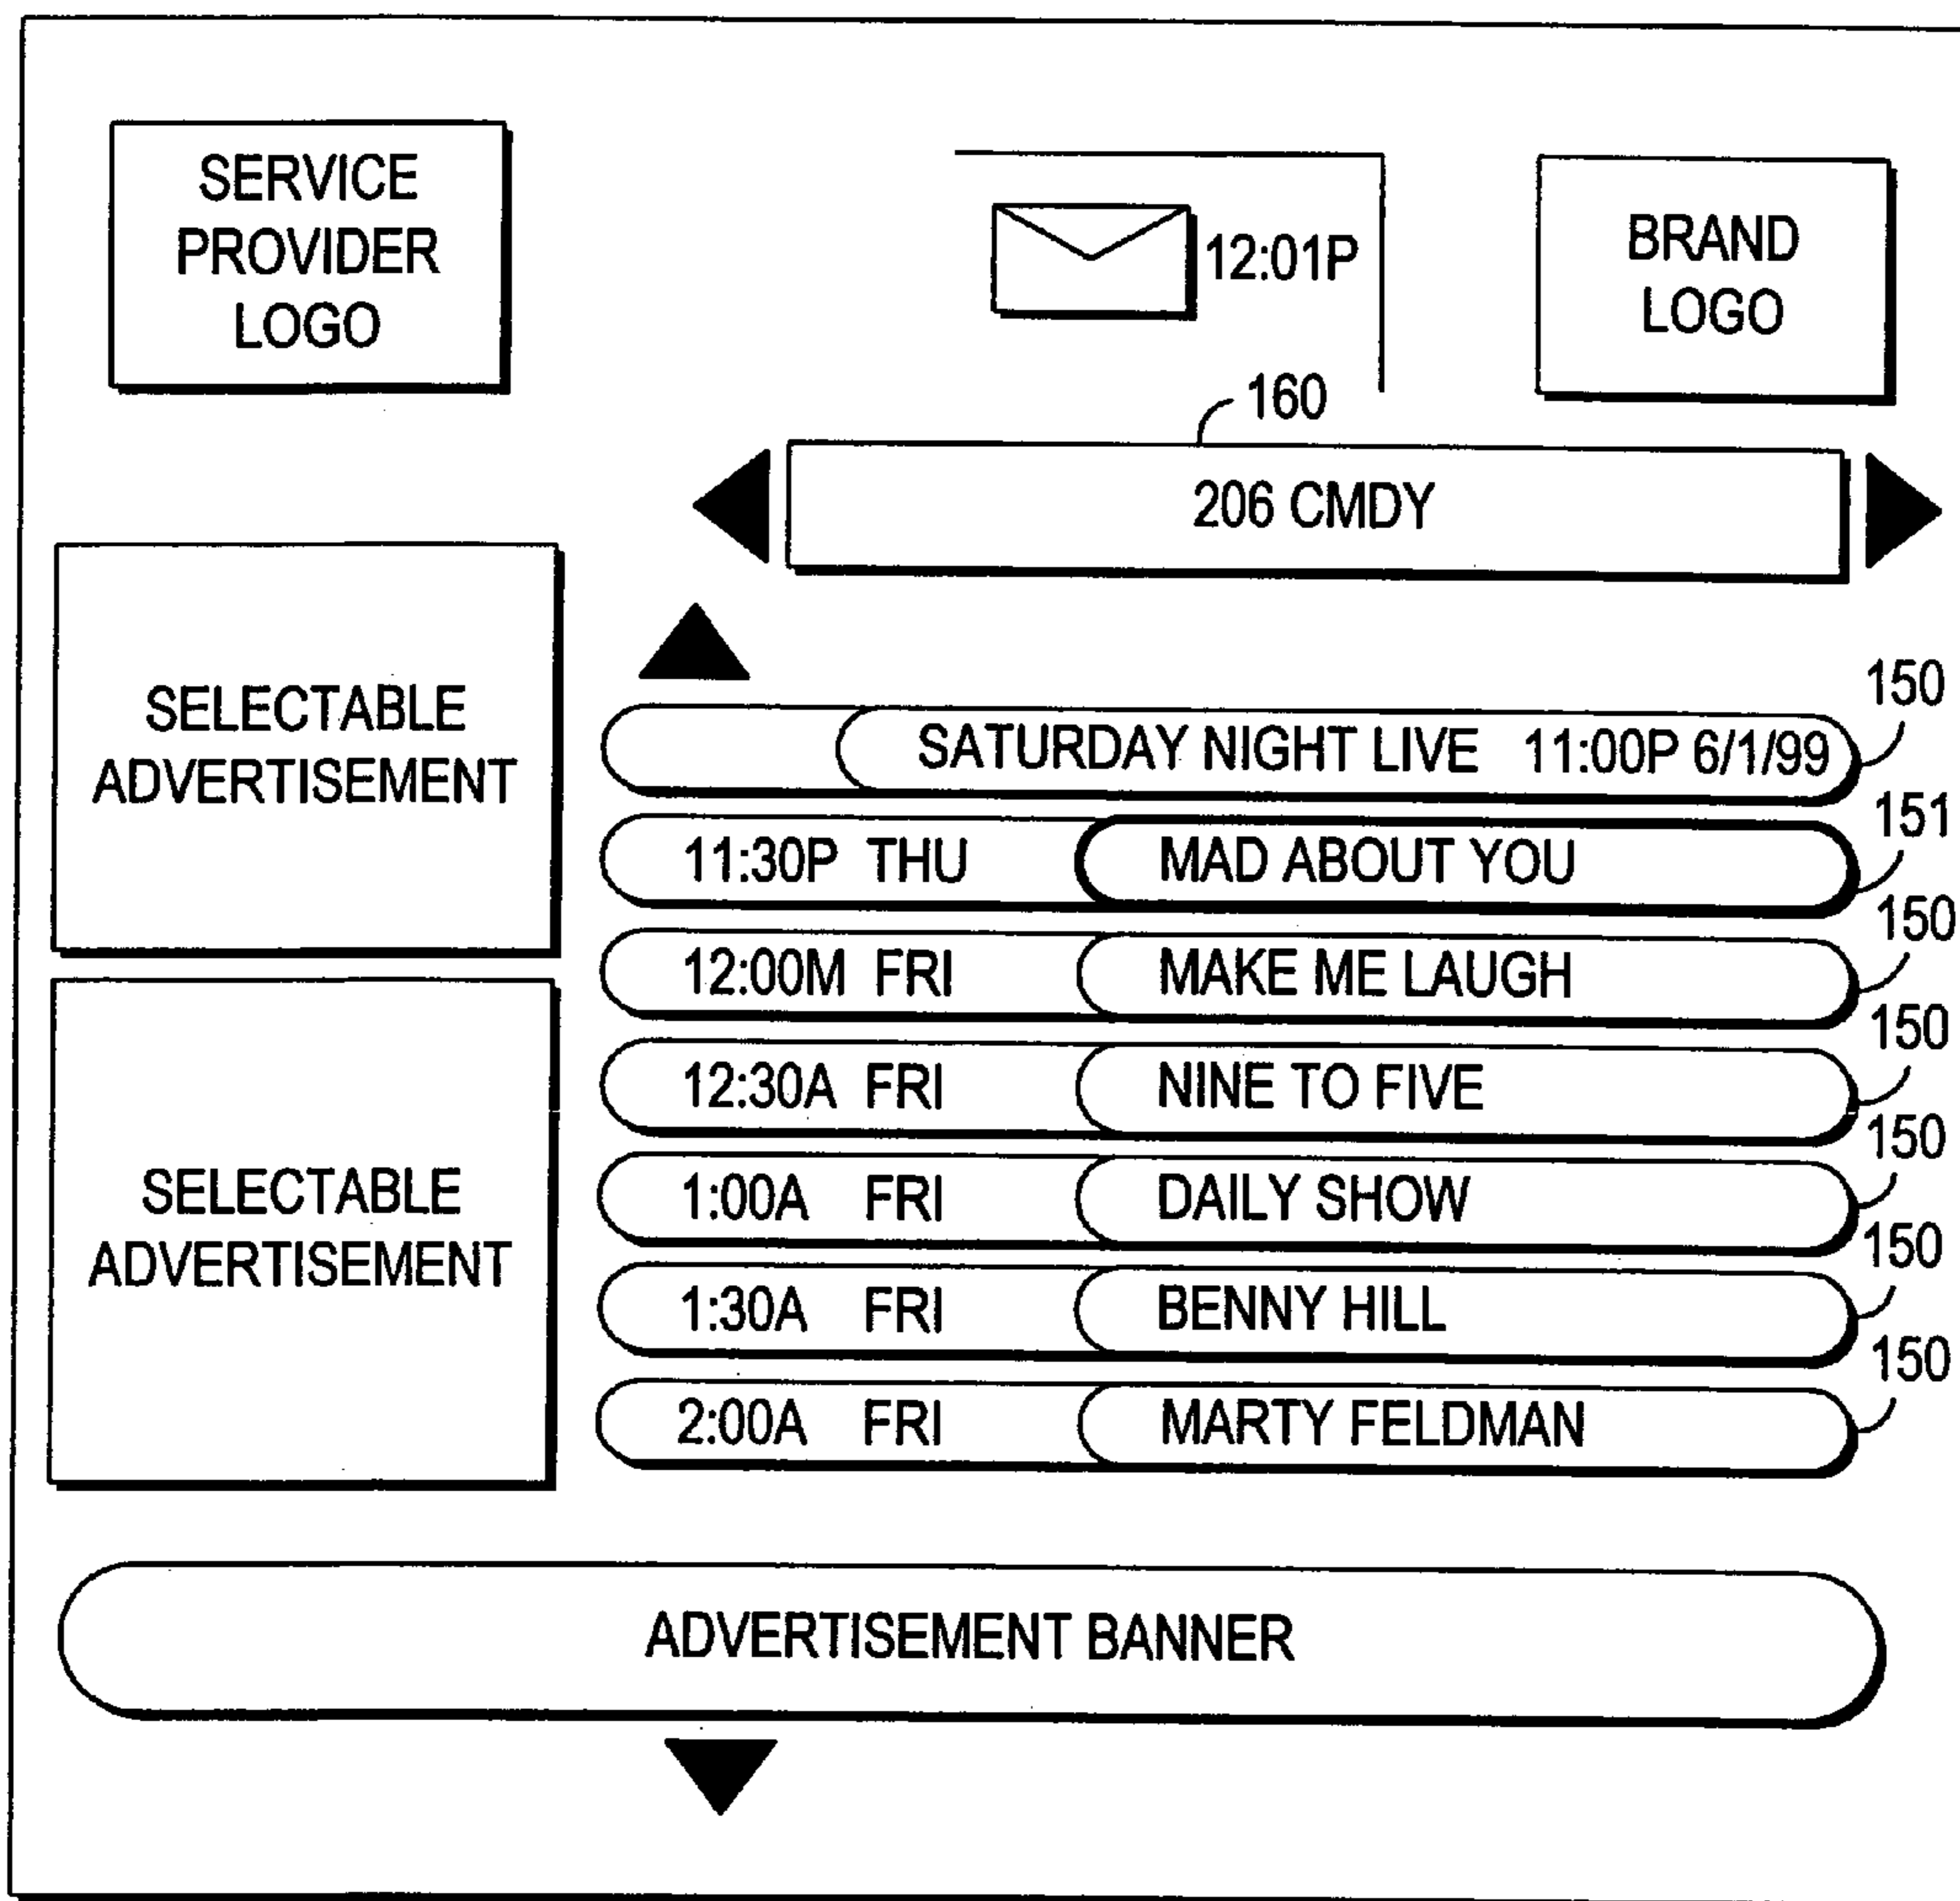 SERVICE
PROVIDER
LOGO
12:01P
BRAND
LOGO
160
206 CMDY
SELECTABLE
ADVERTISEMENT
SELECTABLE
ADVERTISEMENT
SATURDAY NIGHT LIVE 11:00P 6/1/99
150
11:30P THU MAD ABOUT YOU
151
12:00M FRI MAKE ME LAUGH
150
12:30A FRI NINE TO FIVE
150
1:00A FRI DAILY SHOW
150
1:30A FRI BENNY HILL
150
2:00A FRI MARTY FELDMAN
150
ADVERTISEMENT BANNER